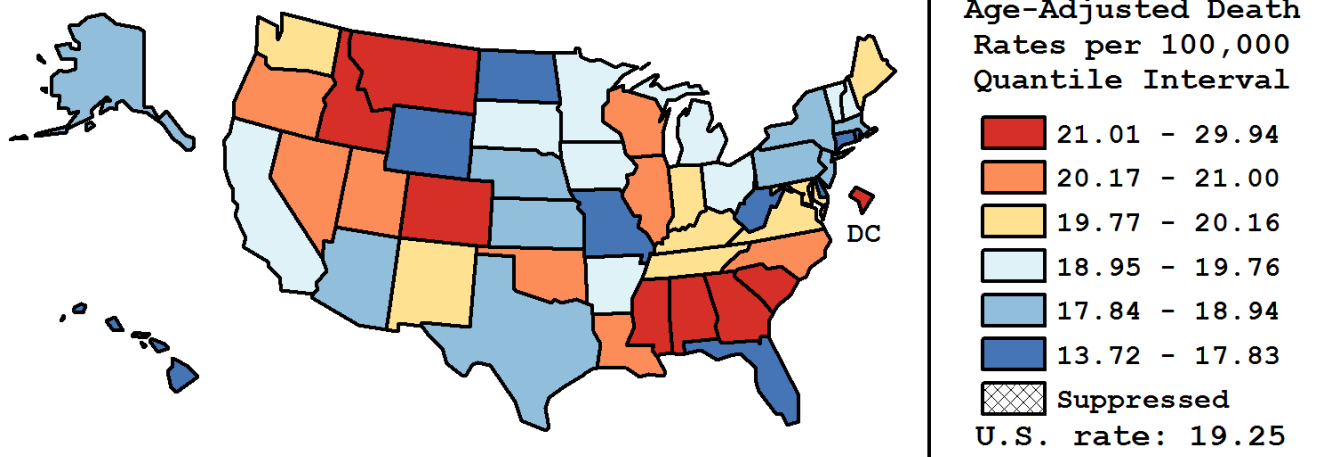 Age-Adjusted Death
Rates per 100,000
Quantile Interval
21.01 - 29.94
20.17 - 21.00
19.77 - 20.16
18.95 - 19.76
17.84 - 18.94
13.72 - 17.83
Suppressed
U.S. rate: 19.25
DC